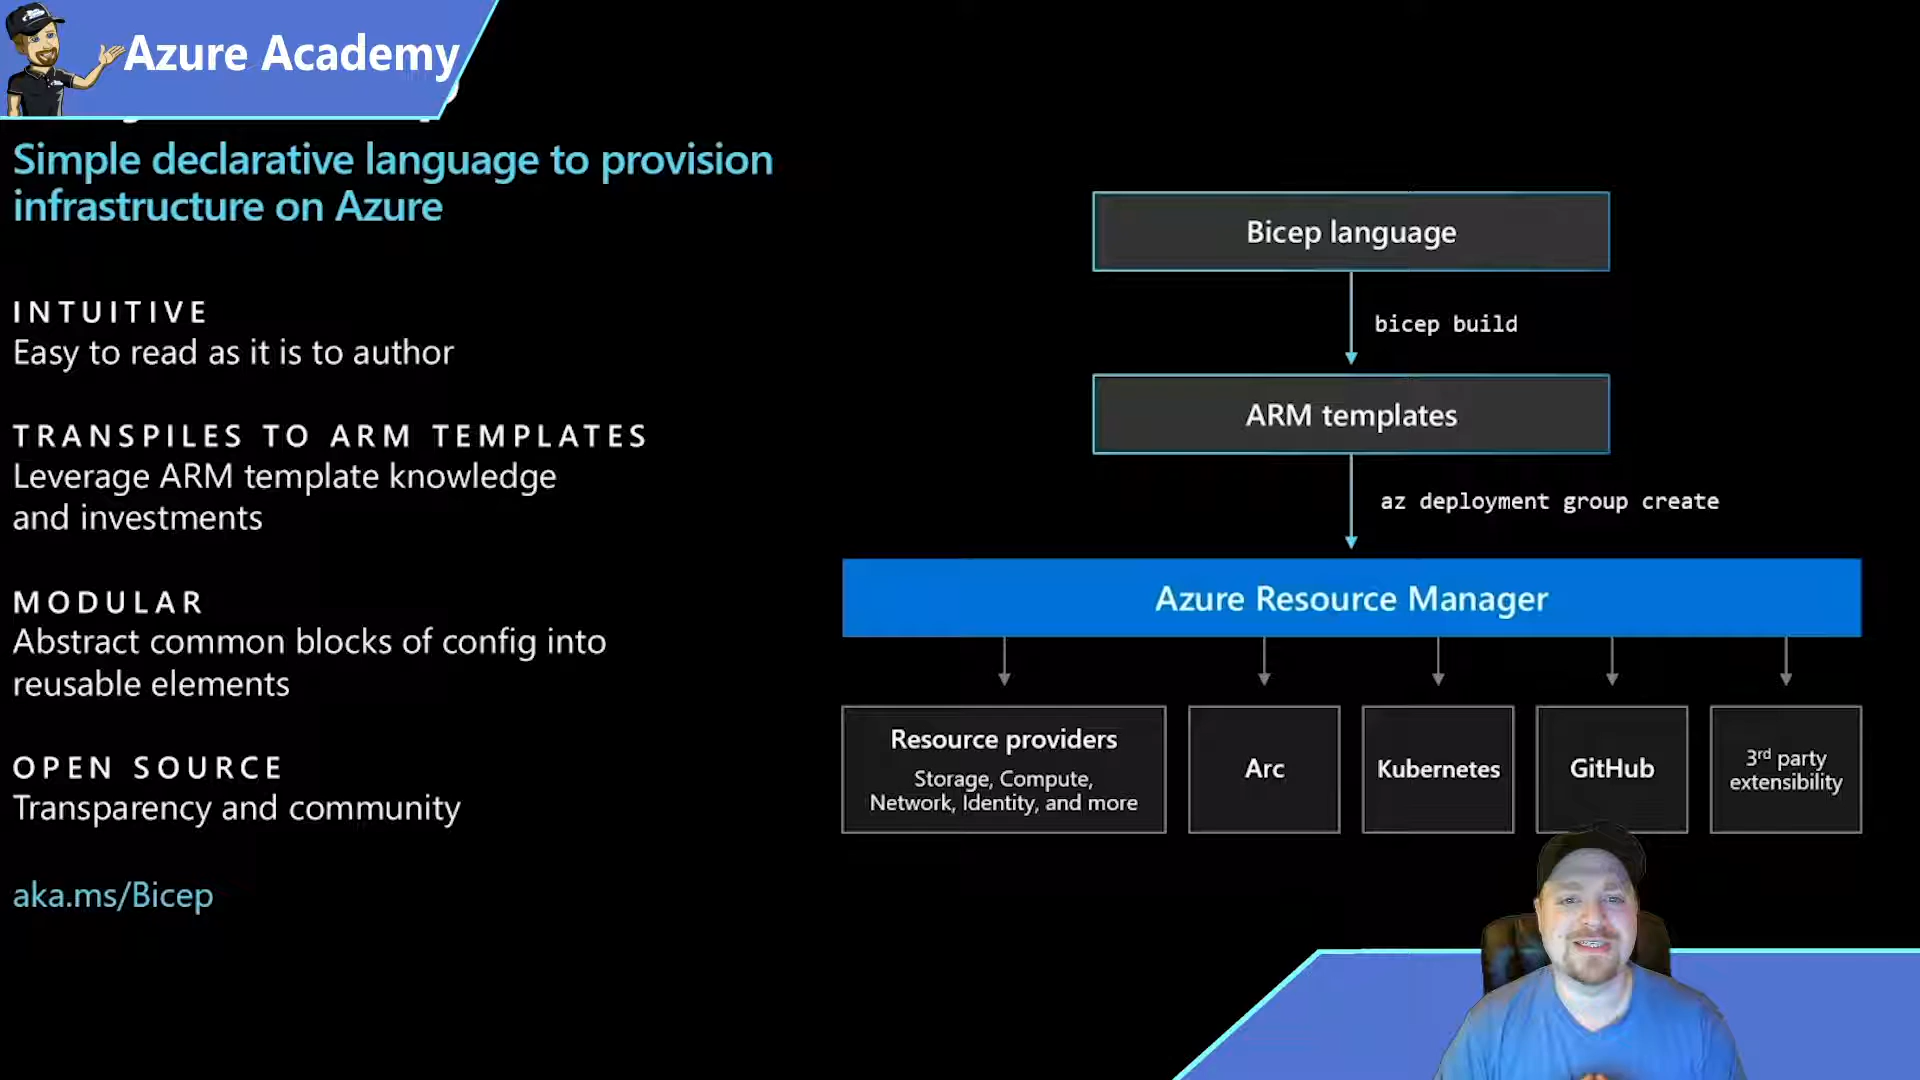 Azure Academy
Simple declarative language to provision
infrastructure on Azure
INTUITIVE
Easy to read as it is to author
TRANSPILES TO ARM TEMPLATES
Leverage ARM template knowledge
and investments
MODULAR
Abstract common blocks of config into
reusable elements
OPEN SOURCE
Transparency and community
aka.ms/Bicep
Bicep language
bicep build
ARM templates
az deployment group create
Azure Resource Manager
Resource providers
Storage, Compute,
Network, Identity, and more
Arc
Kubernetes
GitHub
3rd party
extensibility